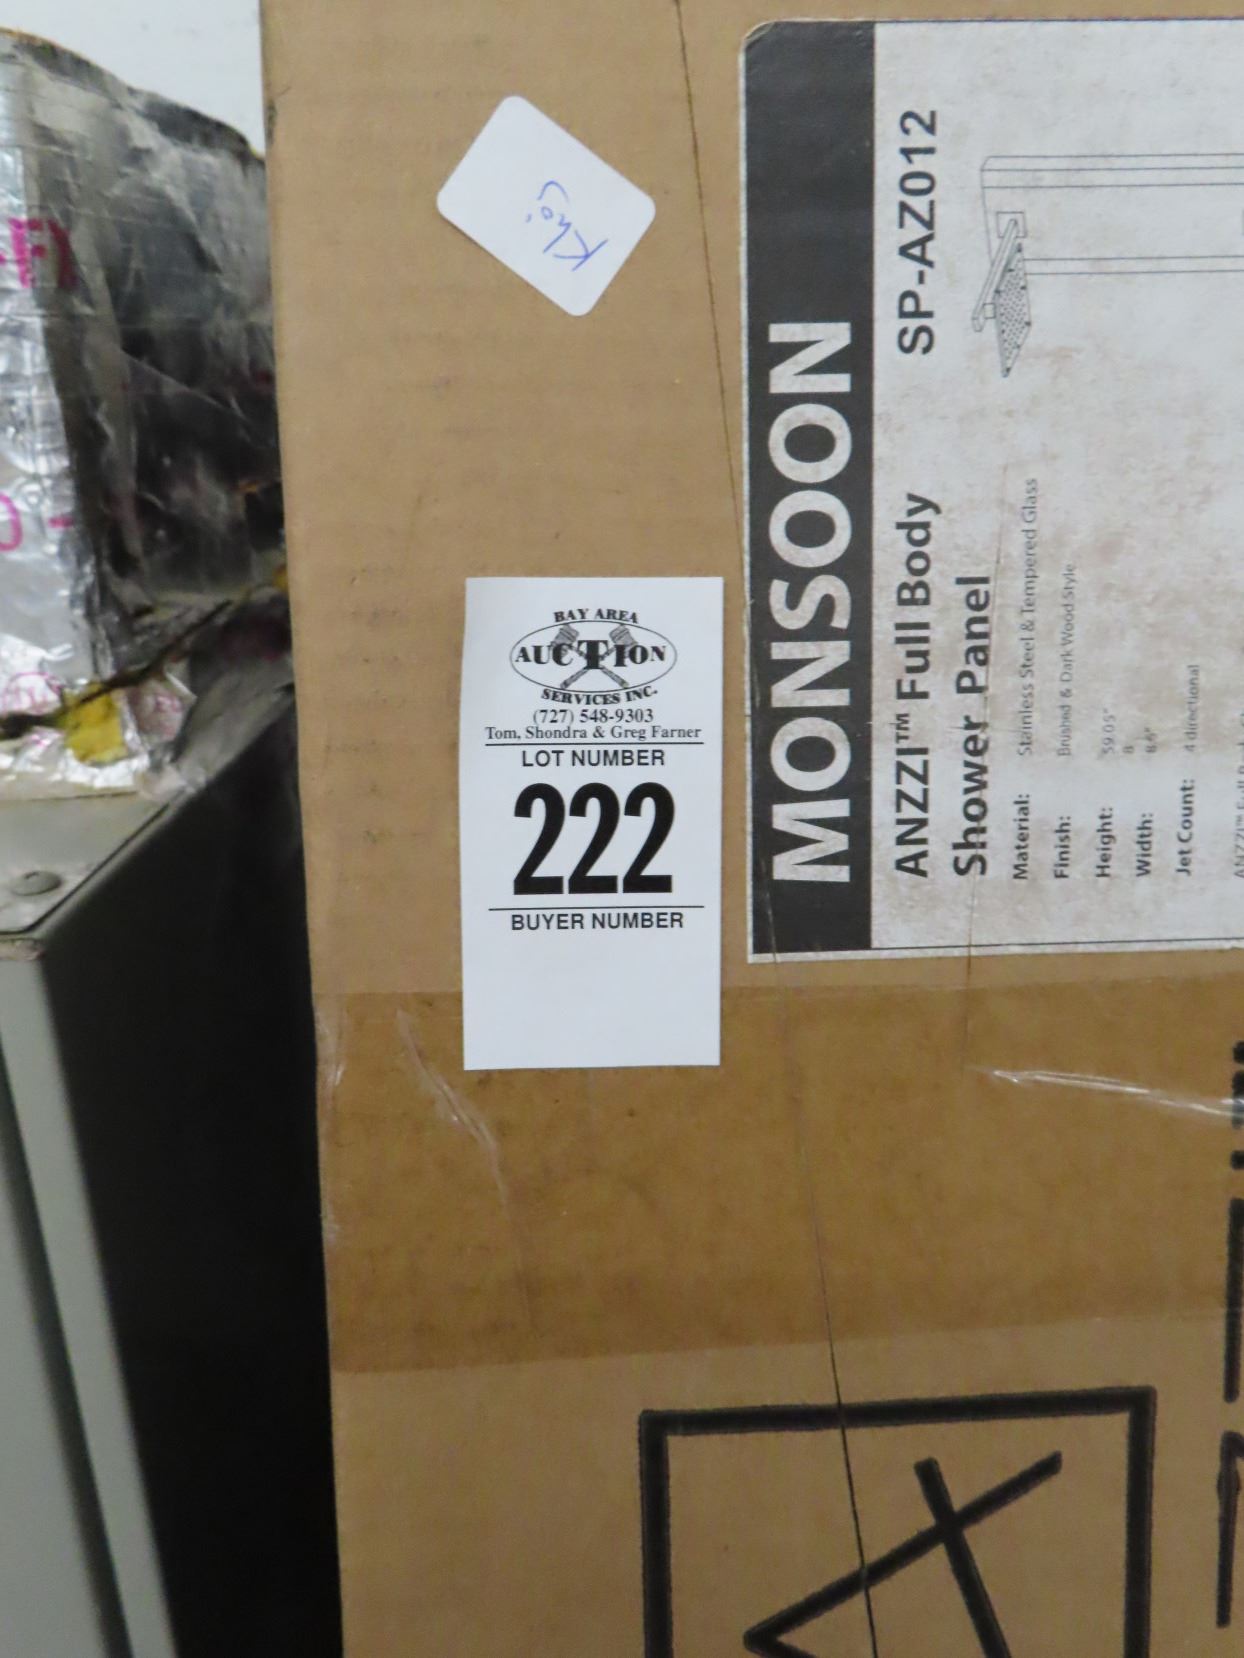 BAY AREA
AUCTION
SERVICES INC.
(727) 548-9303
Tom, Shondra & Greg Farner
LOT NUMBER
222
BUYER NUMBER
MONSOON
ANZZI™ Full Body
Shower Panel
SP-AZ012
Material: Stainless Steel & Tempered Glass
Finish: Brushed & Dark Wood Style
Height: 59.05"
Width:
Jet Count: 4 directional